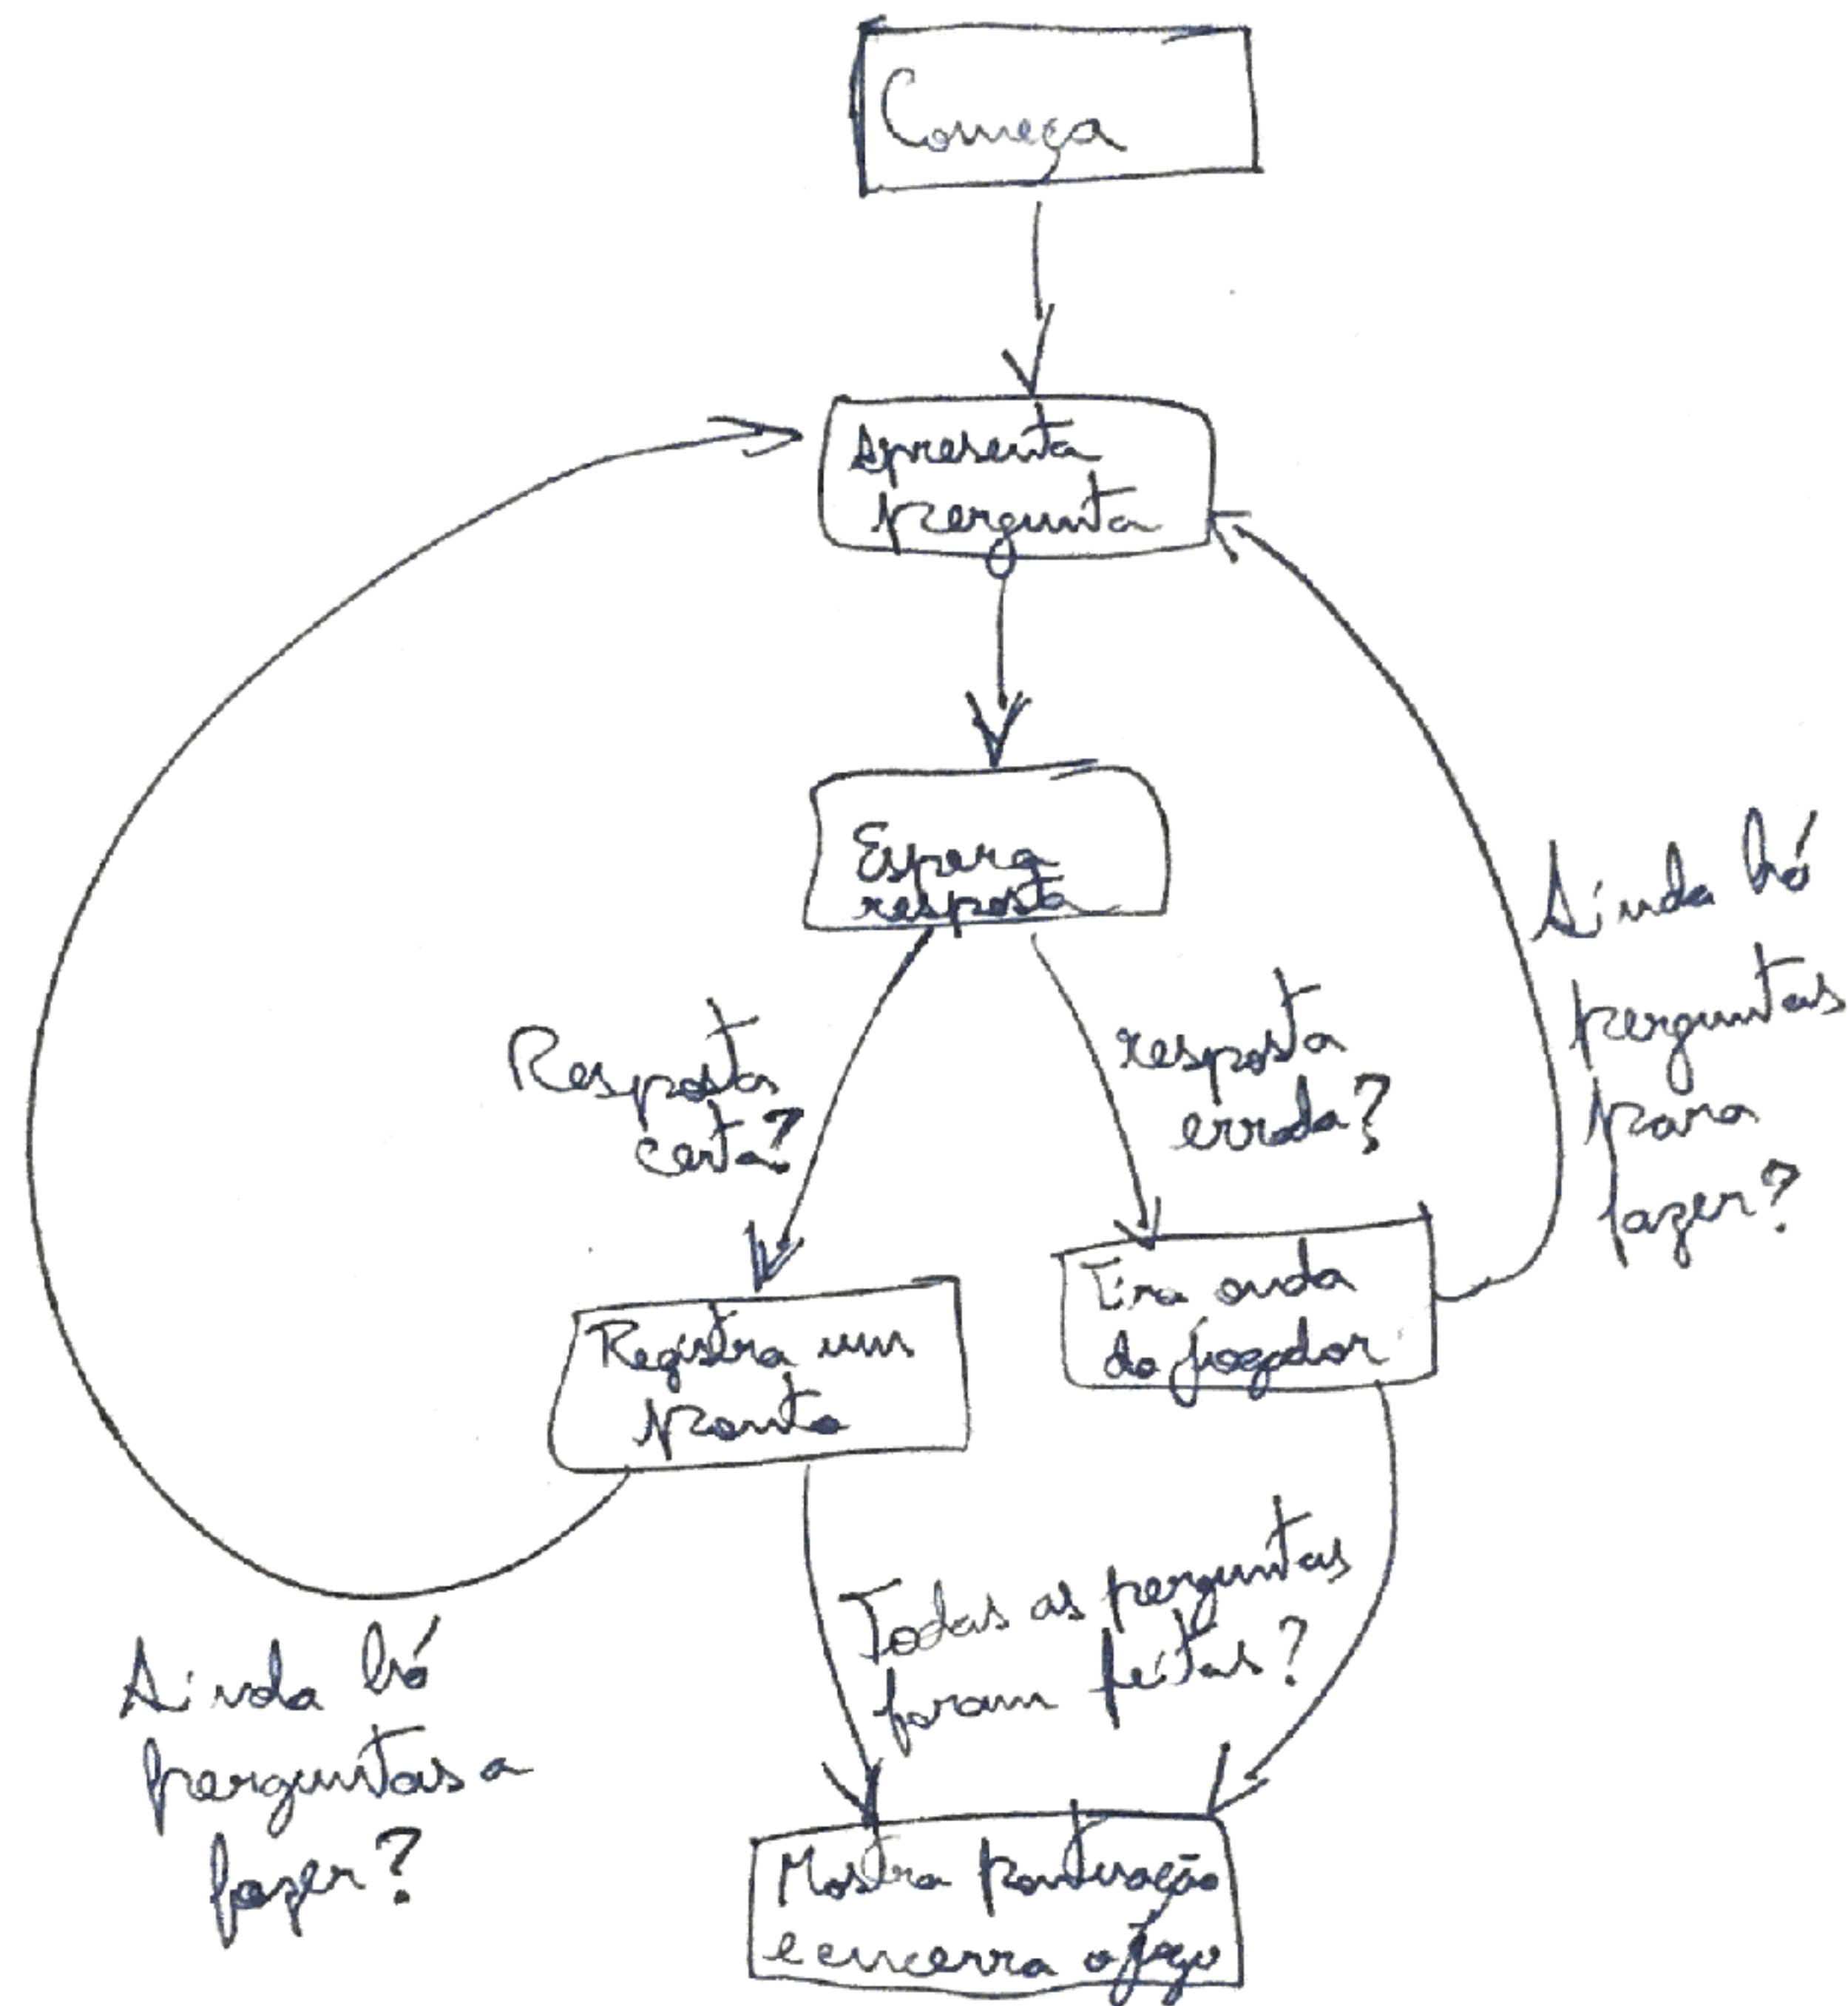 Começa
Apresenta
pergunta
Espera
resposta
Resposta
certa?
resposta
errada?
Ainda há
perguntas
para
fazer?
Registra um
ponto
Tira onda
do jogador
Todas as perguntas
foram feitas?
Ainda há
perguntas a
fazer?
Mostra pontuação
e encerra o jogo